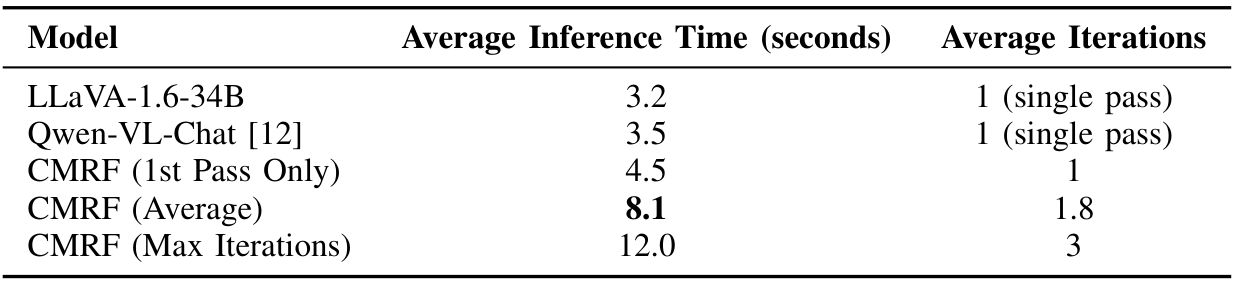 Model Average Inference Time (seconds) Average Iterations
LLaVA-1.6-34B 3.2 1 (single pass)
Qwen-VL-Chat [12] 3.5 1 (single pass)
CMRF (1st Pass Only) 4.5 1
CMRF (Average) 8.1 1.8
CMRF (Max Iterations) 12.0 3